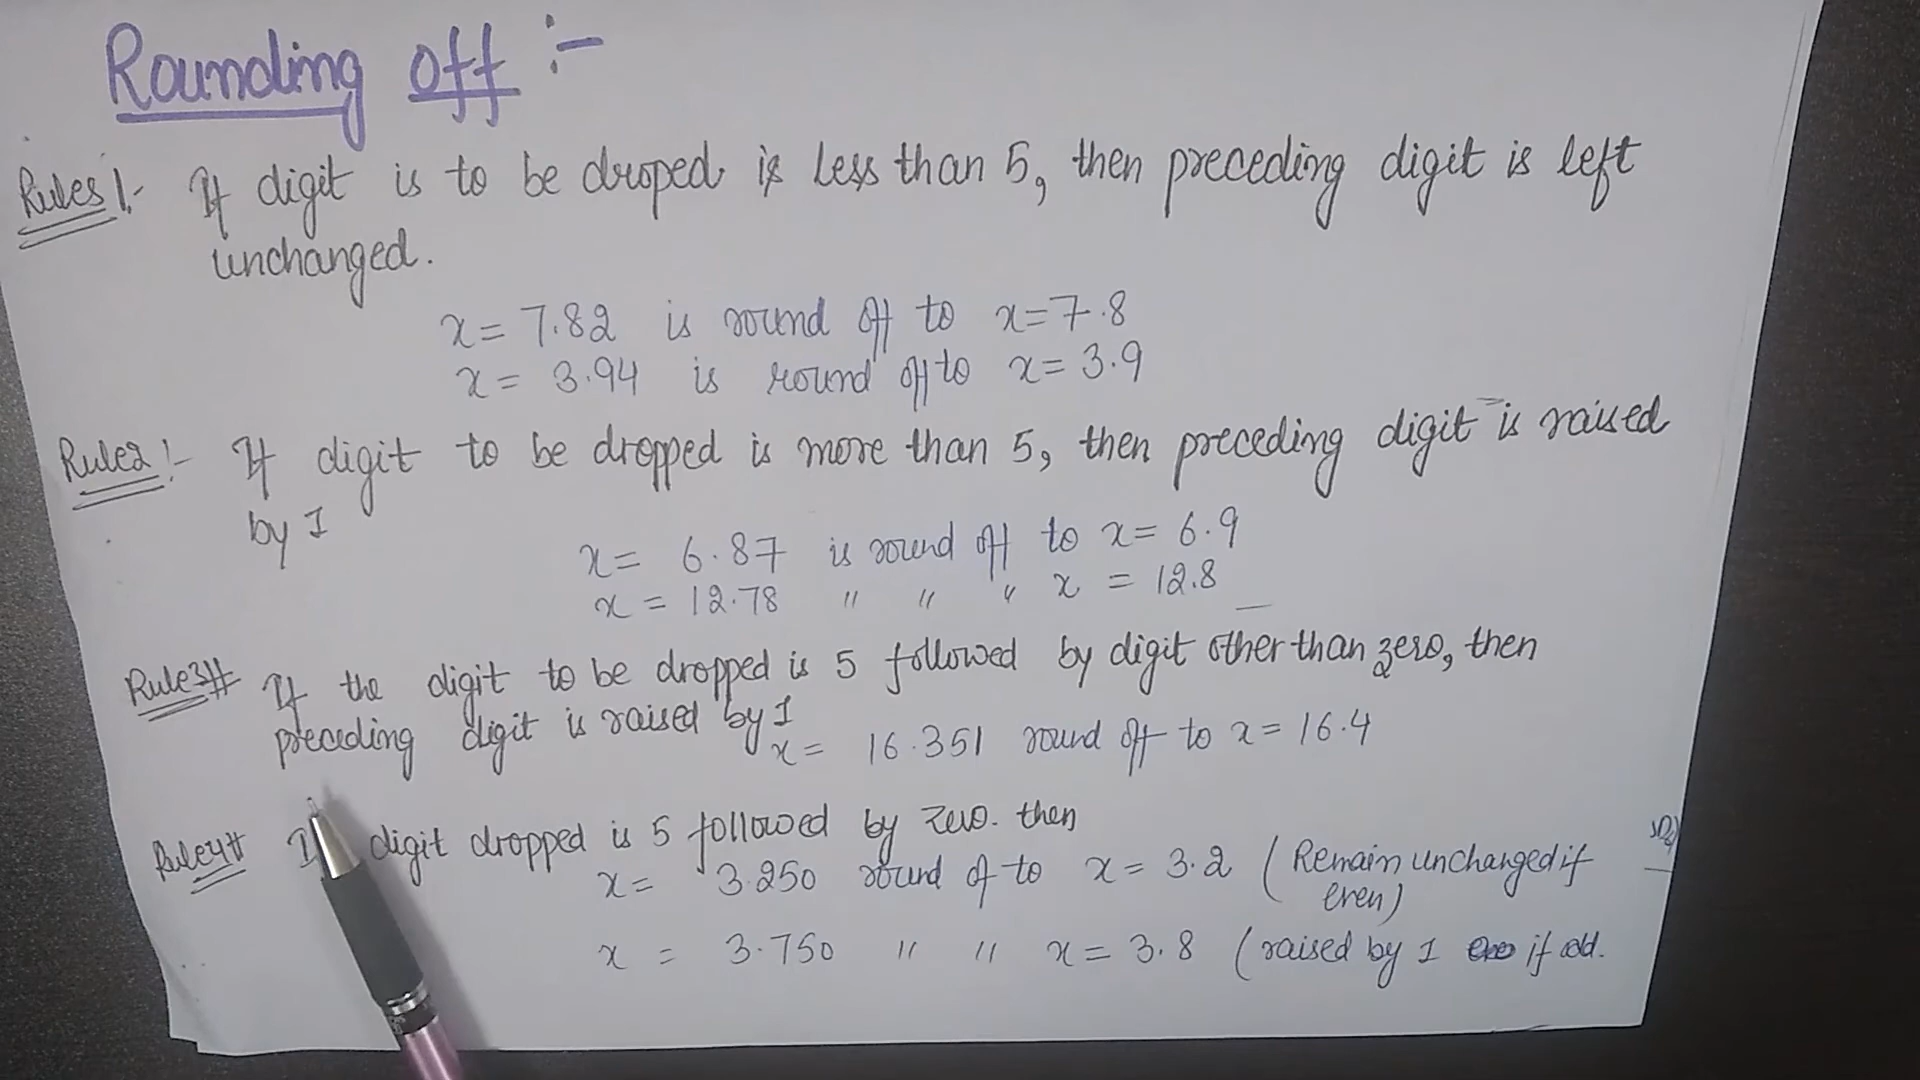 Rounding off :-
Rules 1:- If digit is to be droped is less than 5, then preceding digit is left
unchanged.
x = 7.82 is round off to x = 7.8
x = 3.94 is round off to x = 3.9
Rule2:- If digit to be dropped is more than 5, then preceding digit is raised
by 1
x = 6.87 is round off to x = 6.9
x = 12.78 " " " x = 12.8
Rule3# If the digit to be dropped is 5 followed by digit other than zero, then
preceding digit is raised by 1
x = 16.351 round off to x = 16.4
Rule4# If digit dropped is 5 followed by zero. then
x = 3.250 round of to x = 3.2 (Remain unchanged if
even)
x = 3.750 " " x = 3.8 (raised by 1 if odd.